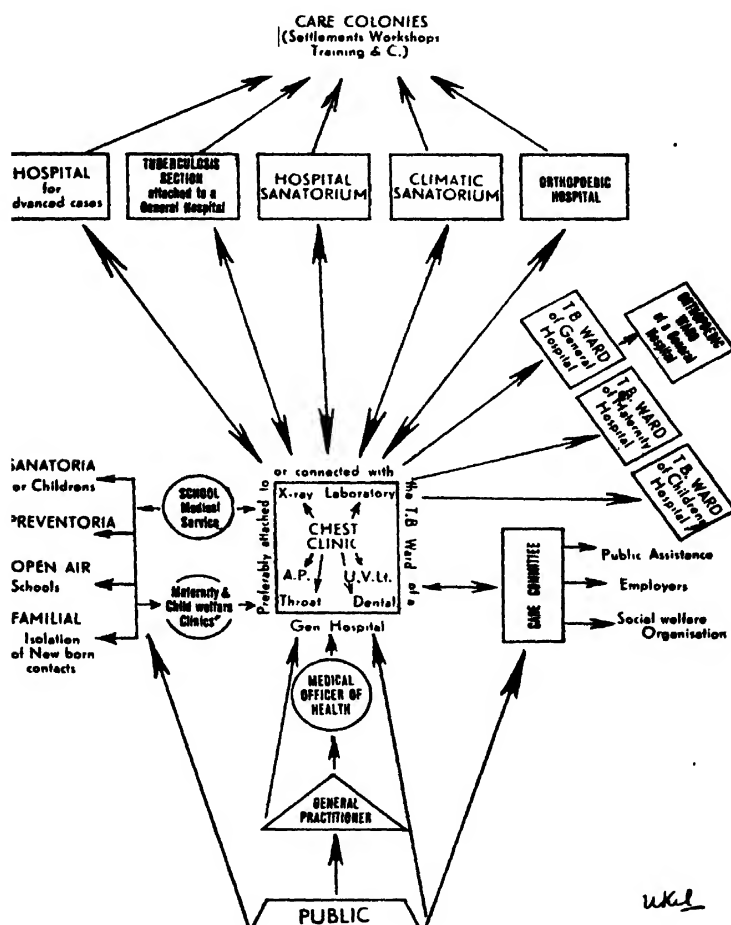 CARE COLONIES
(Settlements Workshops
Training & C.)
HOSPITAL
for
dvanced cases
TUBERCULOSIS
SECTION
attached to a
General Hospital
HOSPITAL
SANATORIUM
CLIMATIC
SANATORIUM
ORTHOPOEDIC
HOSPITAL
T B WARD
of General
Hospital
ORTHOPOEDIC
WARD
of a General
Hospital
T B. WARD
of Maternity
Hospital
T B. WARD
of Childrens
Hospital
SANATORIA
or Childrens
PREVENTORIA
OPEN AIR
Schools
FAMILIAL
Isolation
of New born
contacts
SCHOOL
Medical
Service
Maternity &
Child welfare
Clinics
Preferably attached to
or connected with
the T.B Ward of a
Gen Hospital
X-ray Laboratory
CHEST
CLINIC
A.P. U.V.Lt.
Throat Dental
CARE COMMITTEE
Public Assistance
Employers
Social welfare
Organisation
MEDICAL
OFFICER OF
HEALTH
GENERAL
PRACTITIONER
PUBLIC